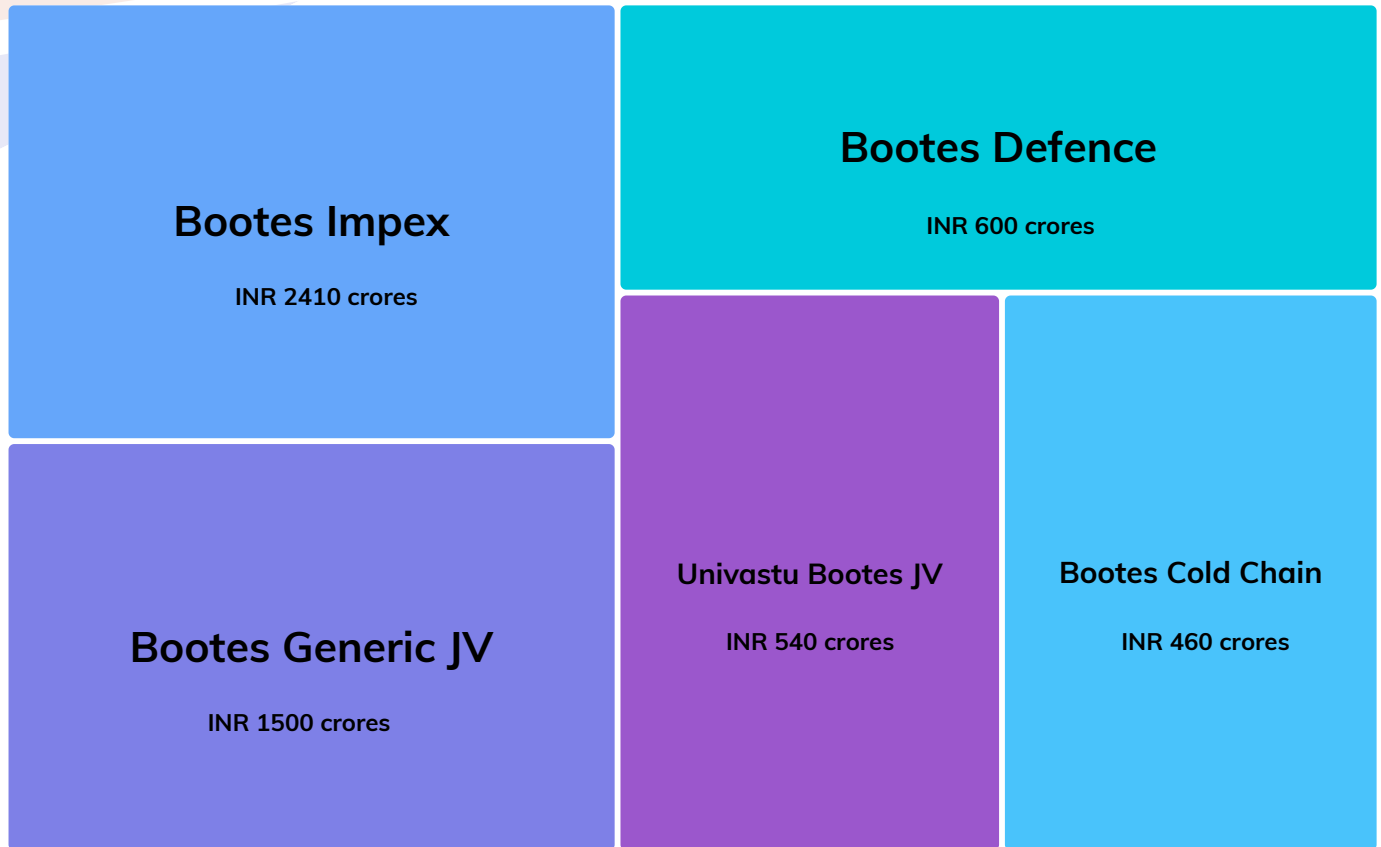 Bootes Impex
INR 2410 crores
Bootes Defence
INR 600 crores
Bootes Generic JV
INR 1500 crores
Univastu Bootes JV
INR 540 crores
Bootes Cold Chain
INR 460 crores